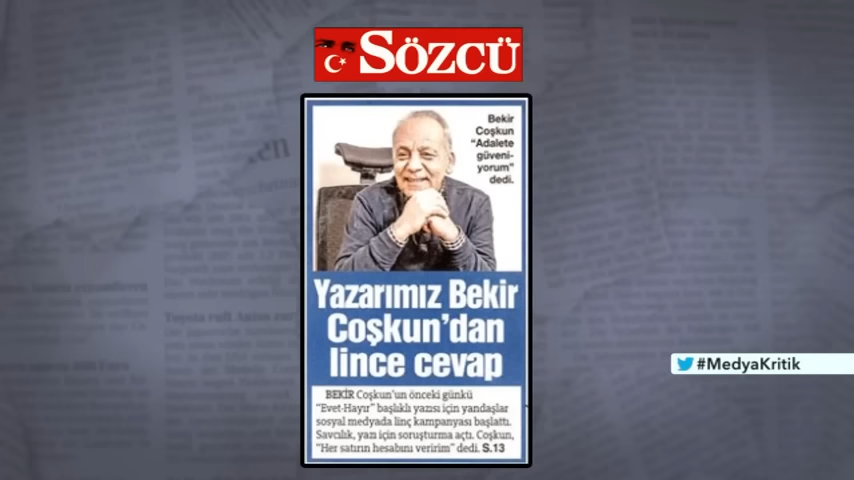 SÖZCÜ
Bekir
Coşkun
“Adalete
güveni-
yorum”
dedi.
Yazarımız Bekir
Coşkun’dan
lince cevap
BEKİR Coşkun’un önceki günkü
“Evet-Hayır” başlıklı yazısı için yandaşlar
sosyal medyada linç kampanyası başlattı.
Savcılık, yazı için soruşturma açtı. Coşkun,
“Her satırın hesabını veririm” dedi. S.13
#MedyaKritik